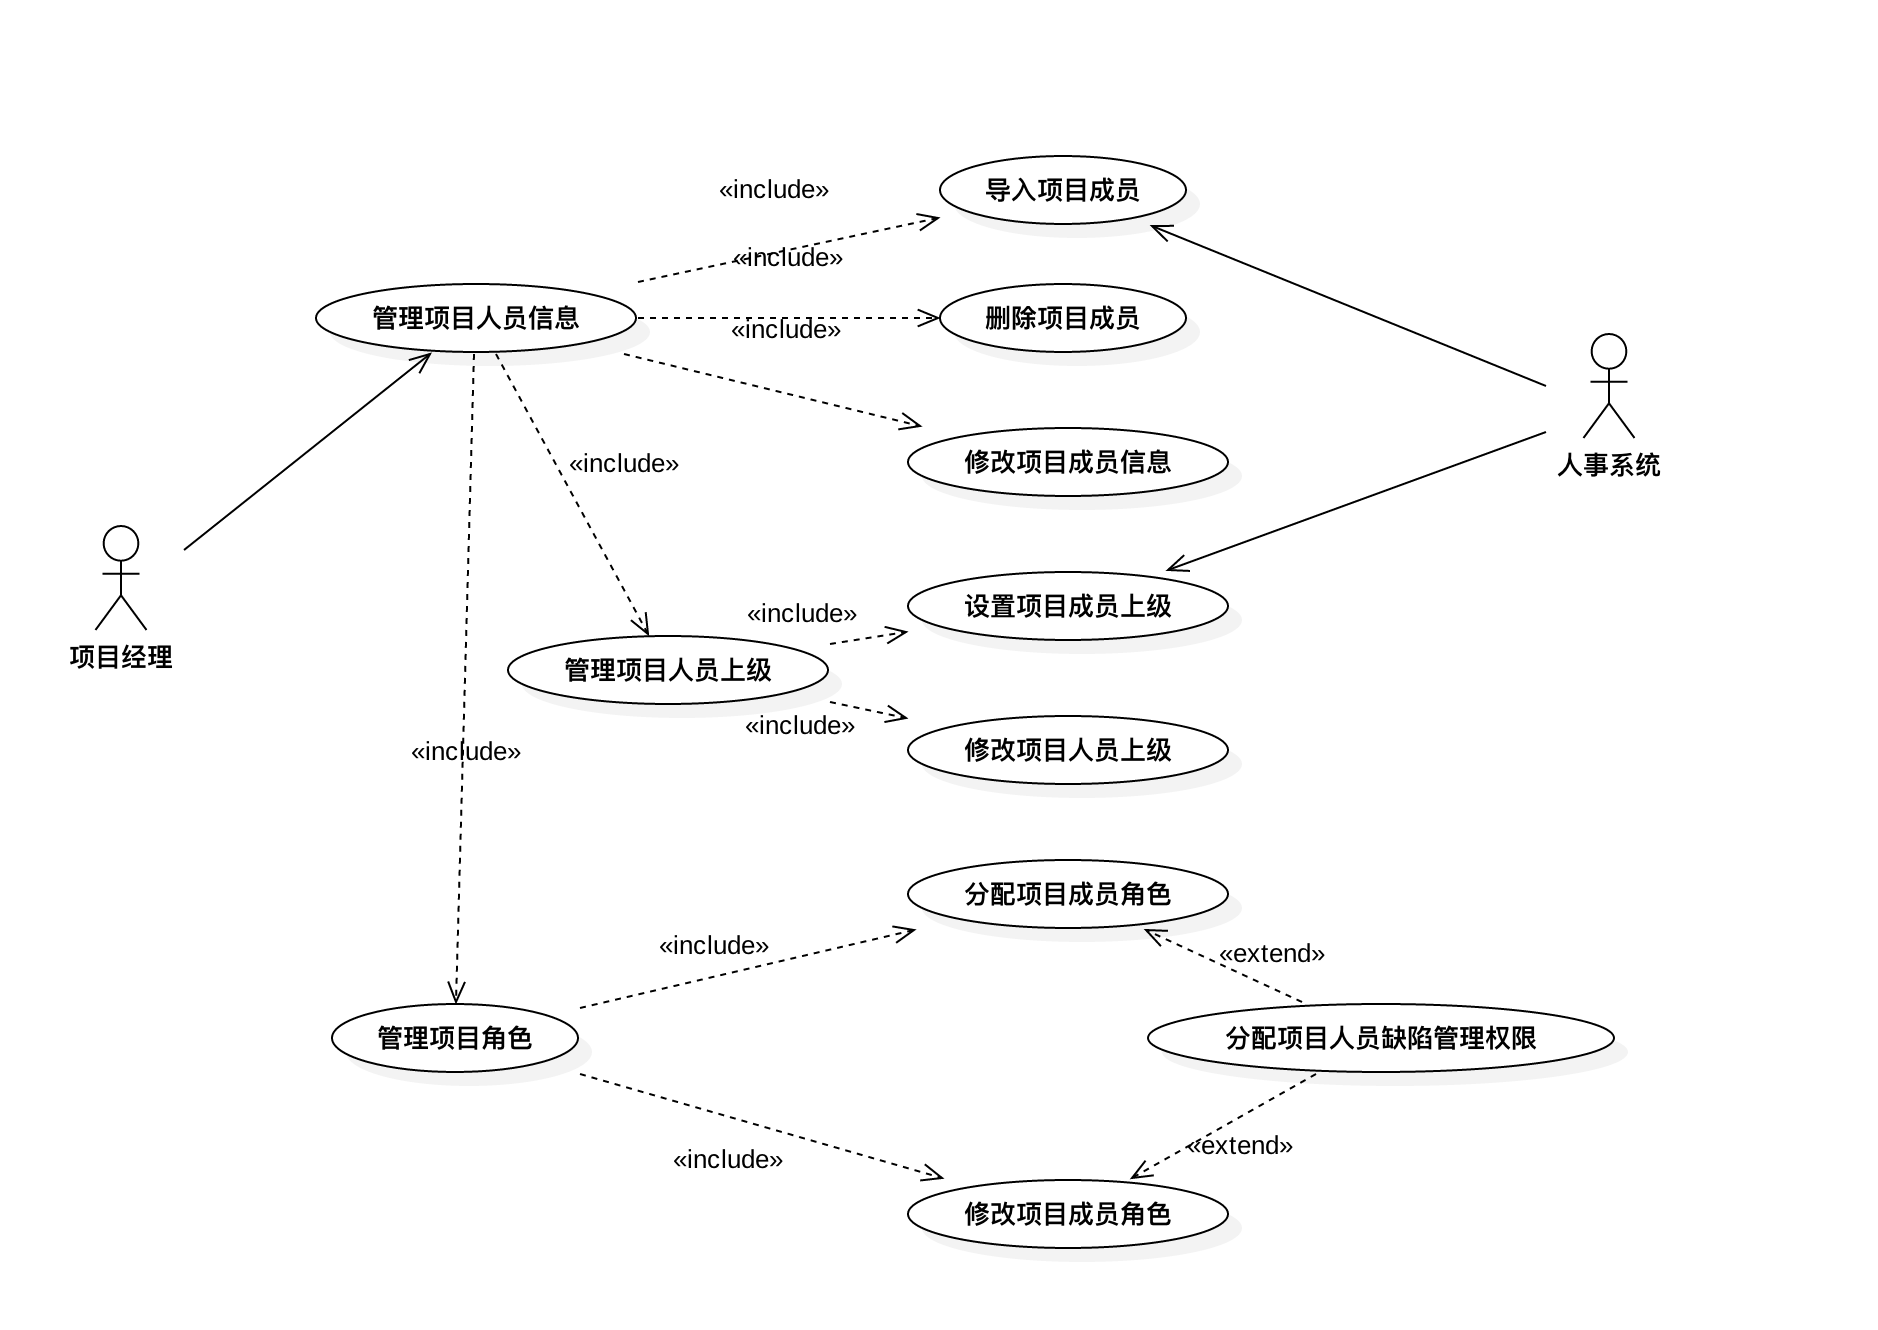 «include»
导入项目成员
«include»
管理项目人员信息
删除项目成员
«include»
«include»
修改项目成员信息
人事系统
设置项目成员上级
«include»
项目经理
管理项目人员上级
«include»
修改项目人员上级
«include»
分配项目成员角色
«include»
«extend»
管理项目角色
分配项目人员缺陷管理权限
«extend»
«include»
修改项目成员角色